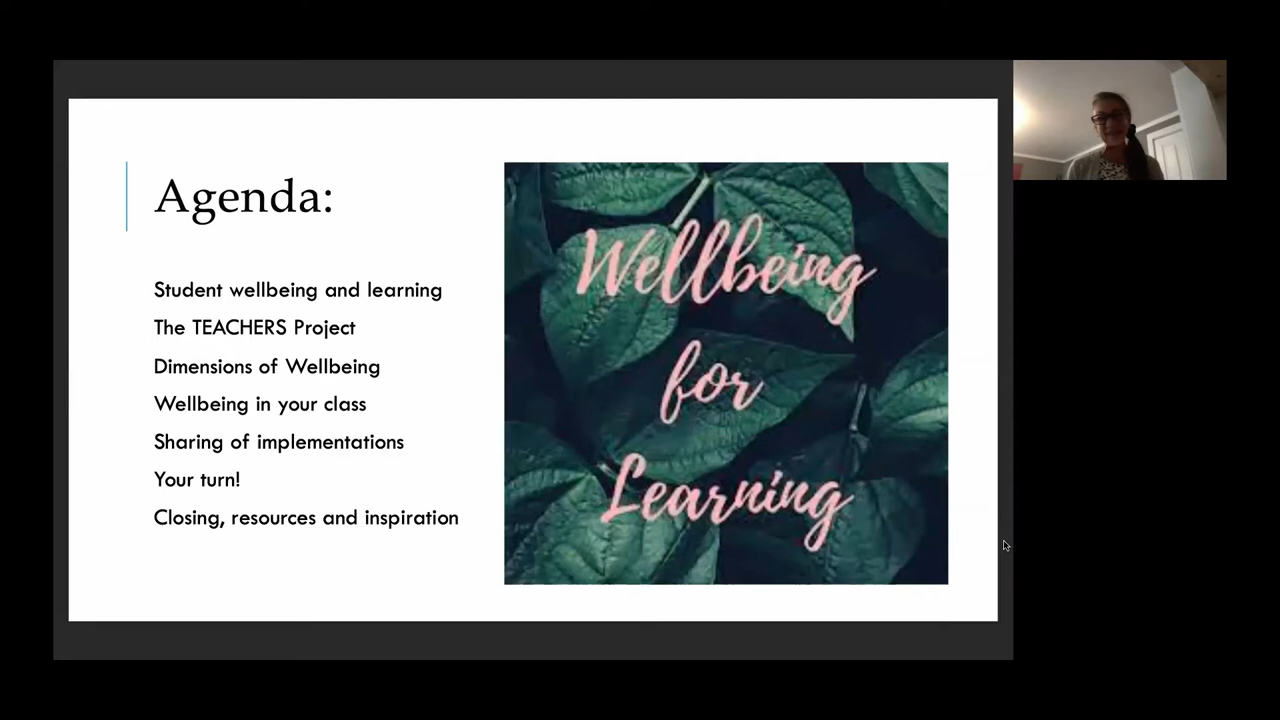 Agenda:
Student wellbeing and learning
The TEACHERS Project
Dimensions of Wellbeing
Wellbeing in your class
Sharing of implementations
Your turn!
Closing, resources and inspiration
Wellbeing
for
Learning